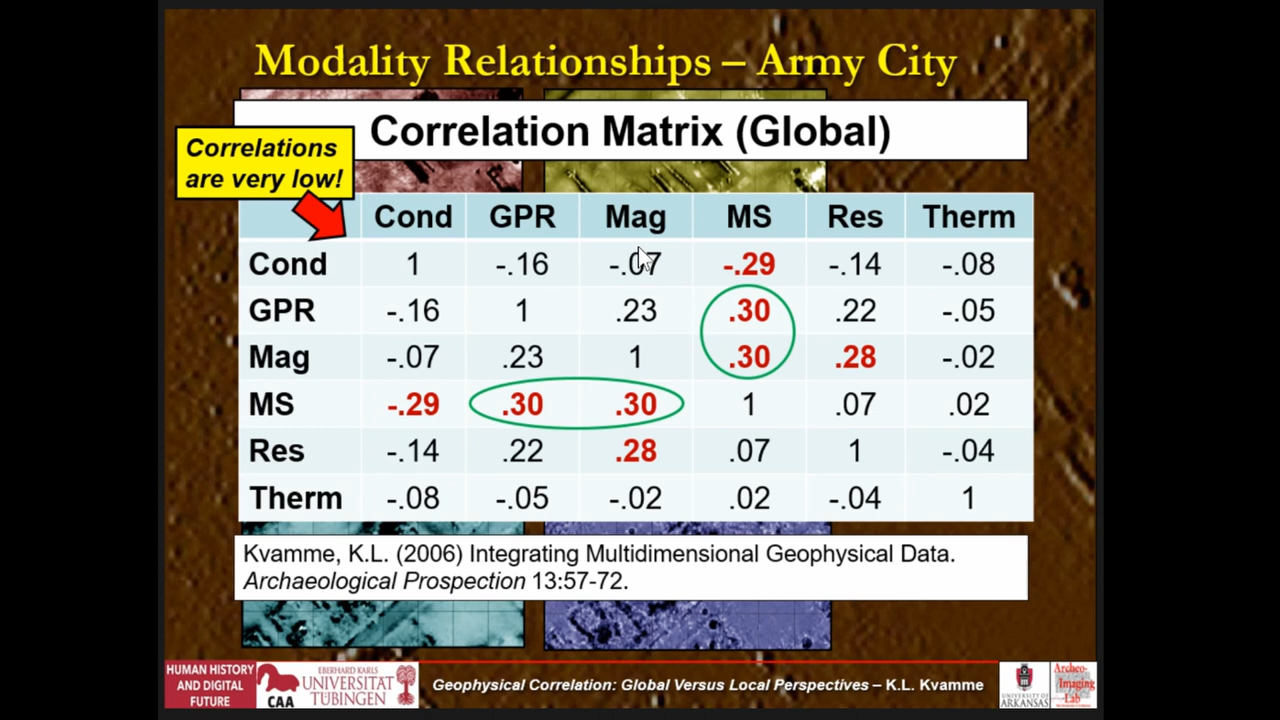 Modality Relationships – Army City
Correlation Matrix (Global)
Correlations
are very low!
Cond GPR Mag MS Res Therm
Cond 1 -.16 -.07 -.29 -.14 -.08
GPR -.16 1 .23 .30 .22 -.05
Mag -.07 .23 1 .30 .28 -.02
MS -.29 .30 .30 1 .07 .02
Res -.14 .22 .28 .07 1 -.04
Therm -.08 -.05 -.02 .02 -.04 1
Kvamme, K.L. (2006) Integrating Multidimensional Geophysical Data.
Archaeological Prospection 13:57-72.
HUMAN HISTORY
AND DIGITAL
FUTURE
CAA
EBERHARD KARLS
UNIVERSITÄT
TÜBINGEN
Geophysical Correlation: Global Versus Local Perspectives – K.L. Kvamme
UNIVERSITY OF
ARKANSAS
Archeo-
Imaging
Lab